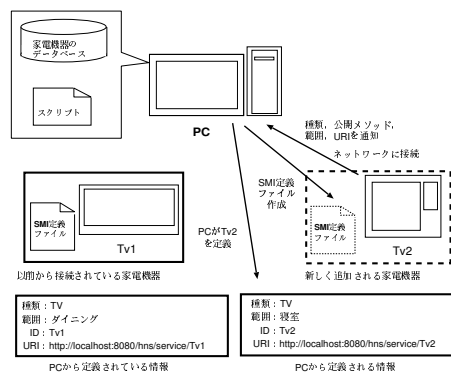 家電機器の
データベース
スクリプト
PC
種類，公開メソッド，
範囲，URIを通知
ネットワークに接続
SMI定義
ファイル
作成
SMI定義
ファイル
Tv1
PCがTv2
を定義
SMI定義
ファイル
Tv2
以前から接続されている家電機器
新しく追加される家電機器
種類：TV
範囲：ダイニング
ID：Tv1
URI：http://localhost:8080/hns/service/Tv1
種類：TV
範囲：寝室
ID：Tv2
URI：http://localhost:8080/hns/service/Tv2
PCから定義されている情報
PCから定義される情報